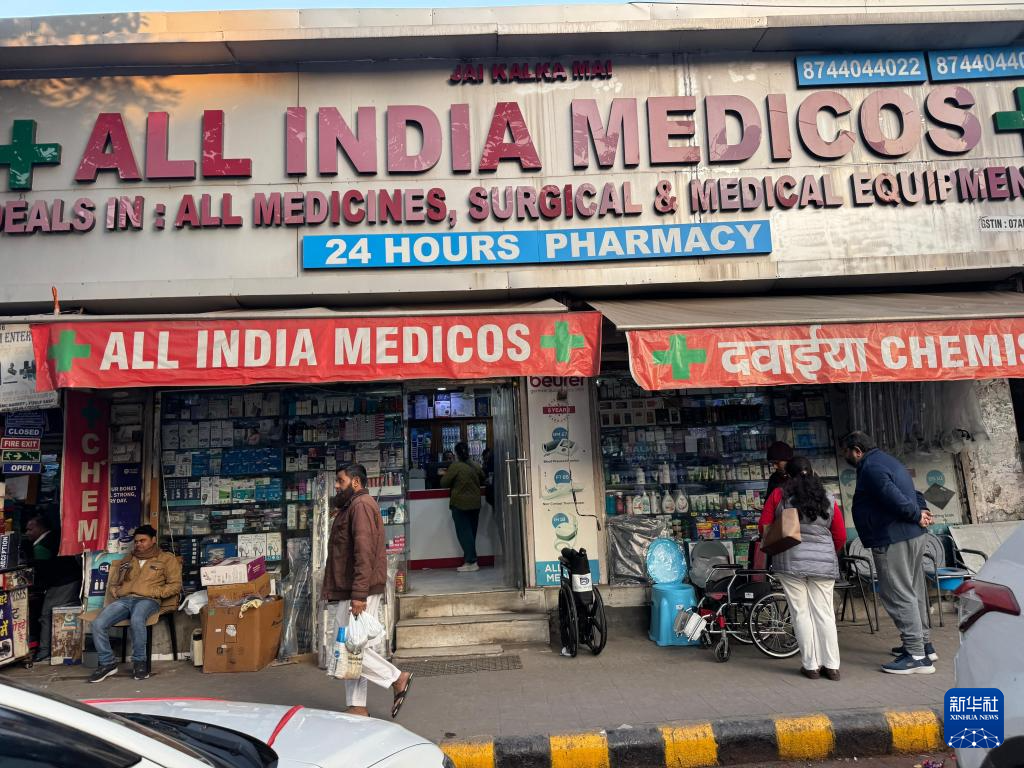 JAI KALKA MAI
8744044022
ALL INDIA MEDICOS
DEALS IN : ALL MEDICINES, SURGICAL & MEDICAL EQUIPMEN
24 HOURS PHARMACY
ALL INDIA MEDICOS
दवाईया CHEMIS
CHEM
CLOSED
FIRE EXIT
OPEN
beurer
新华社
XINHUA NEWS